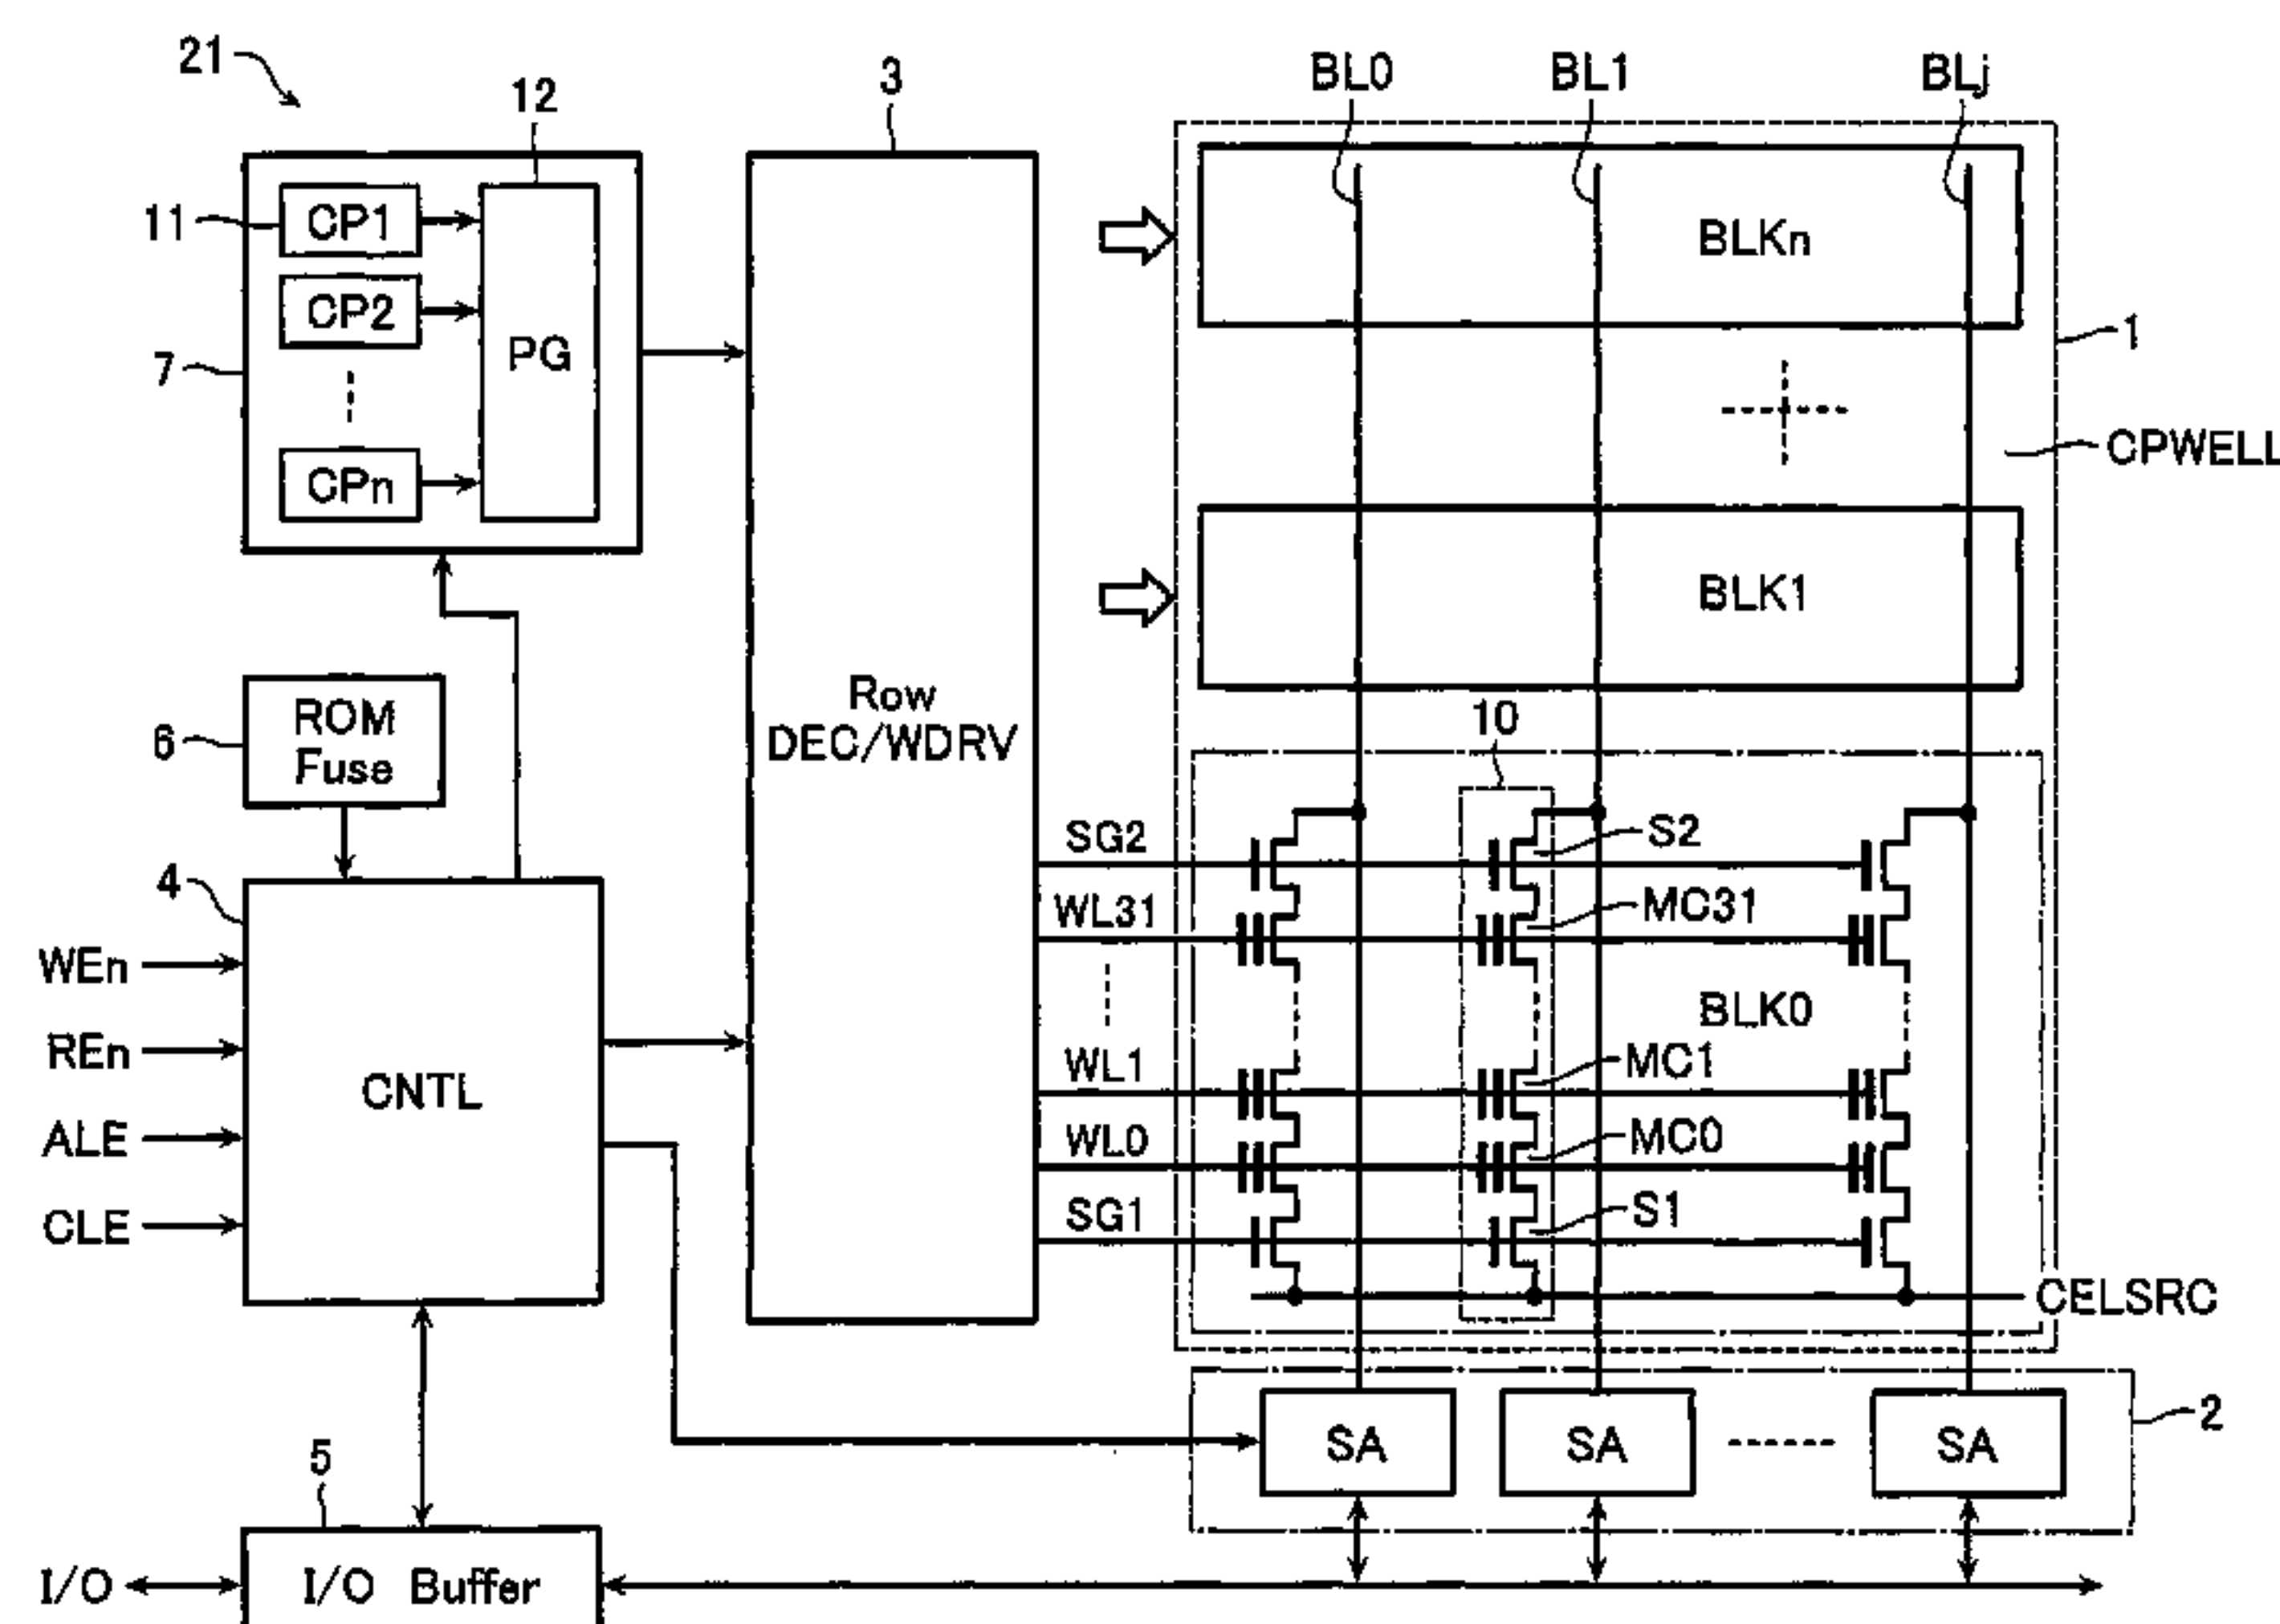 21
12
3
BL0
BL1
BLj
11
CP1
CP2
CPn
PG
7
BLKn
1
CPWELL
BLK1
Row
DEC/WDRV
ROM
Fuse
6
10
SG2
S2
WL31
MC31
BLK0
4
WEn
REn
ALE
CLE
CNTL
WL1
MC1
WL0
MC0
SG1
S1
CELSRC
SA
SA
SA
2
5
I/O
I/O Buffer